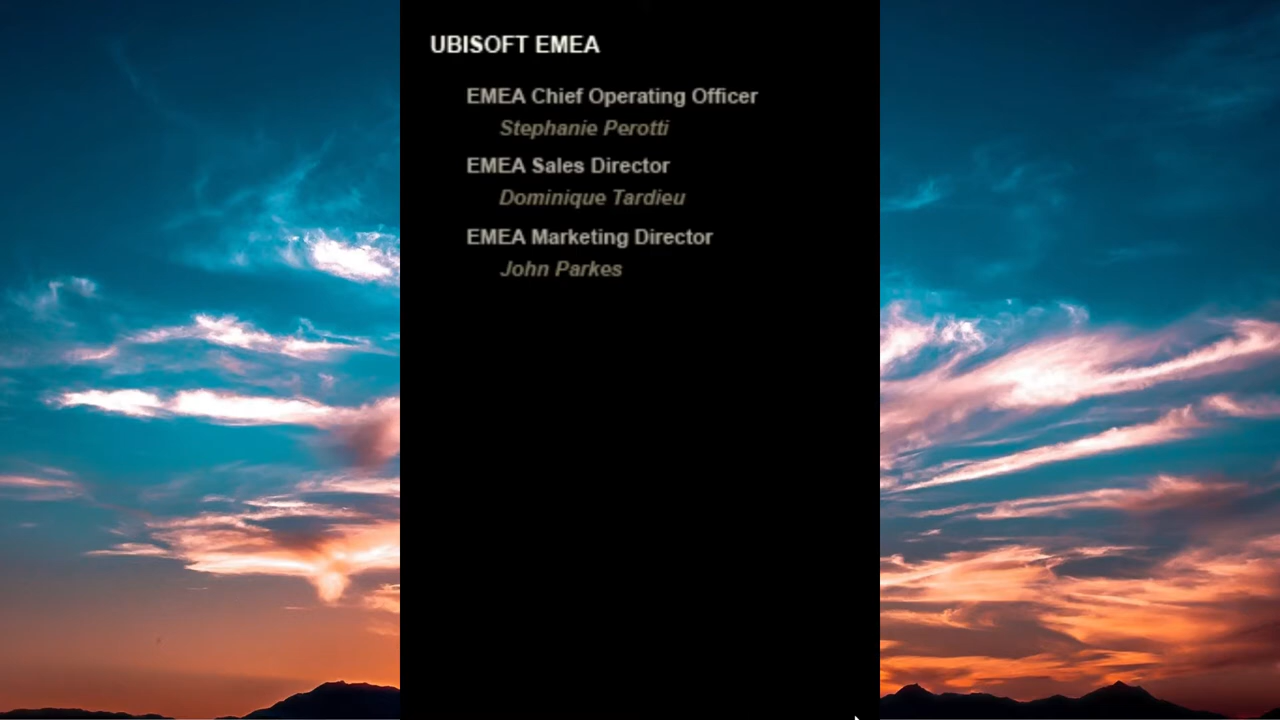 UBISOFT EMEA
EMEA Chief Operating Officer
Stephanie Perotti
EMEA Sales Director
Dominique Tardieu
EMEA Marketing Director
John Parkes